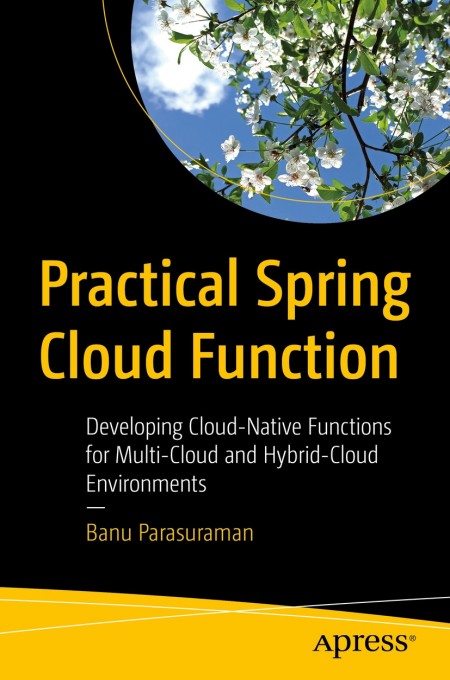 Practical Spring
Cloud Function
Developing Cloud-Native Functions
for Multi-Cloud and Hybrid-Cloud
Environments
—
Banu Parasuraman
Apress®